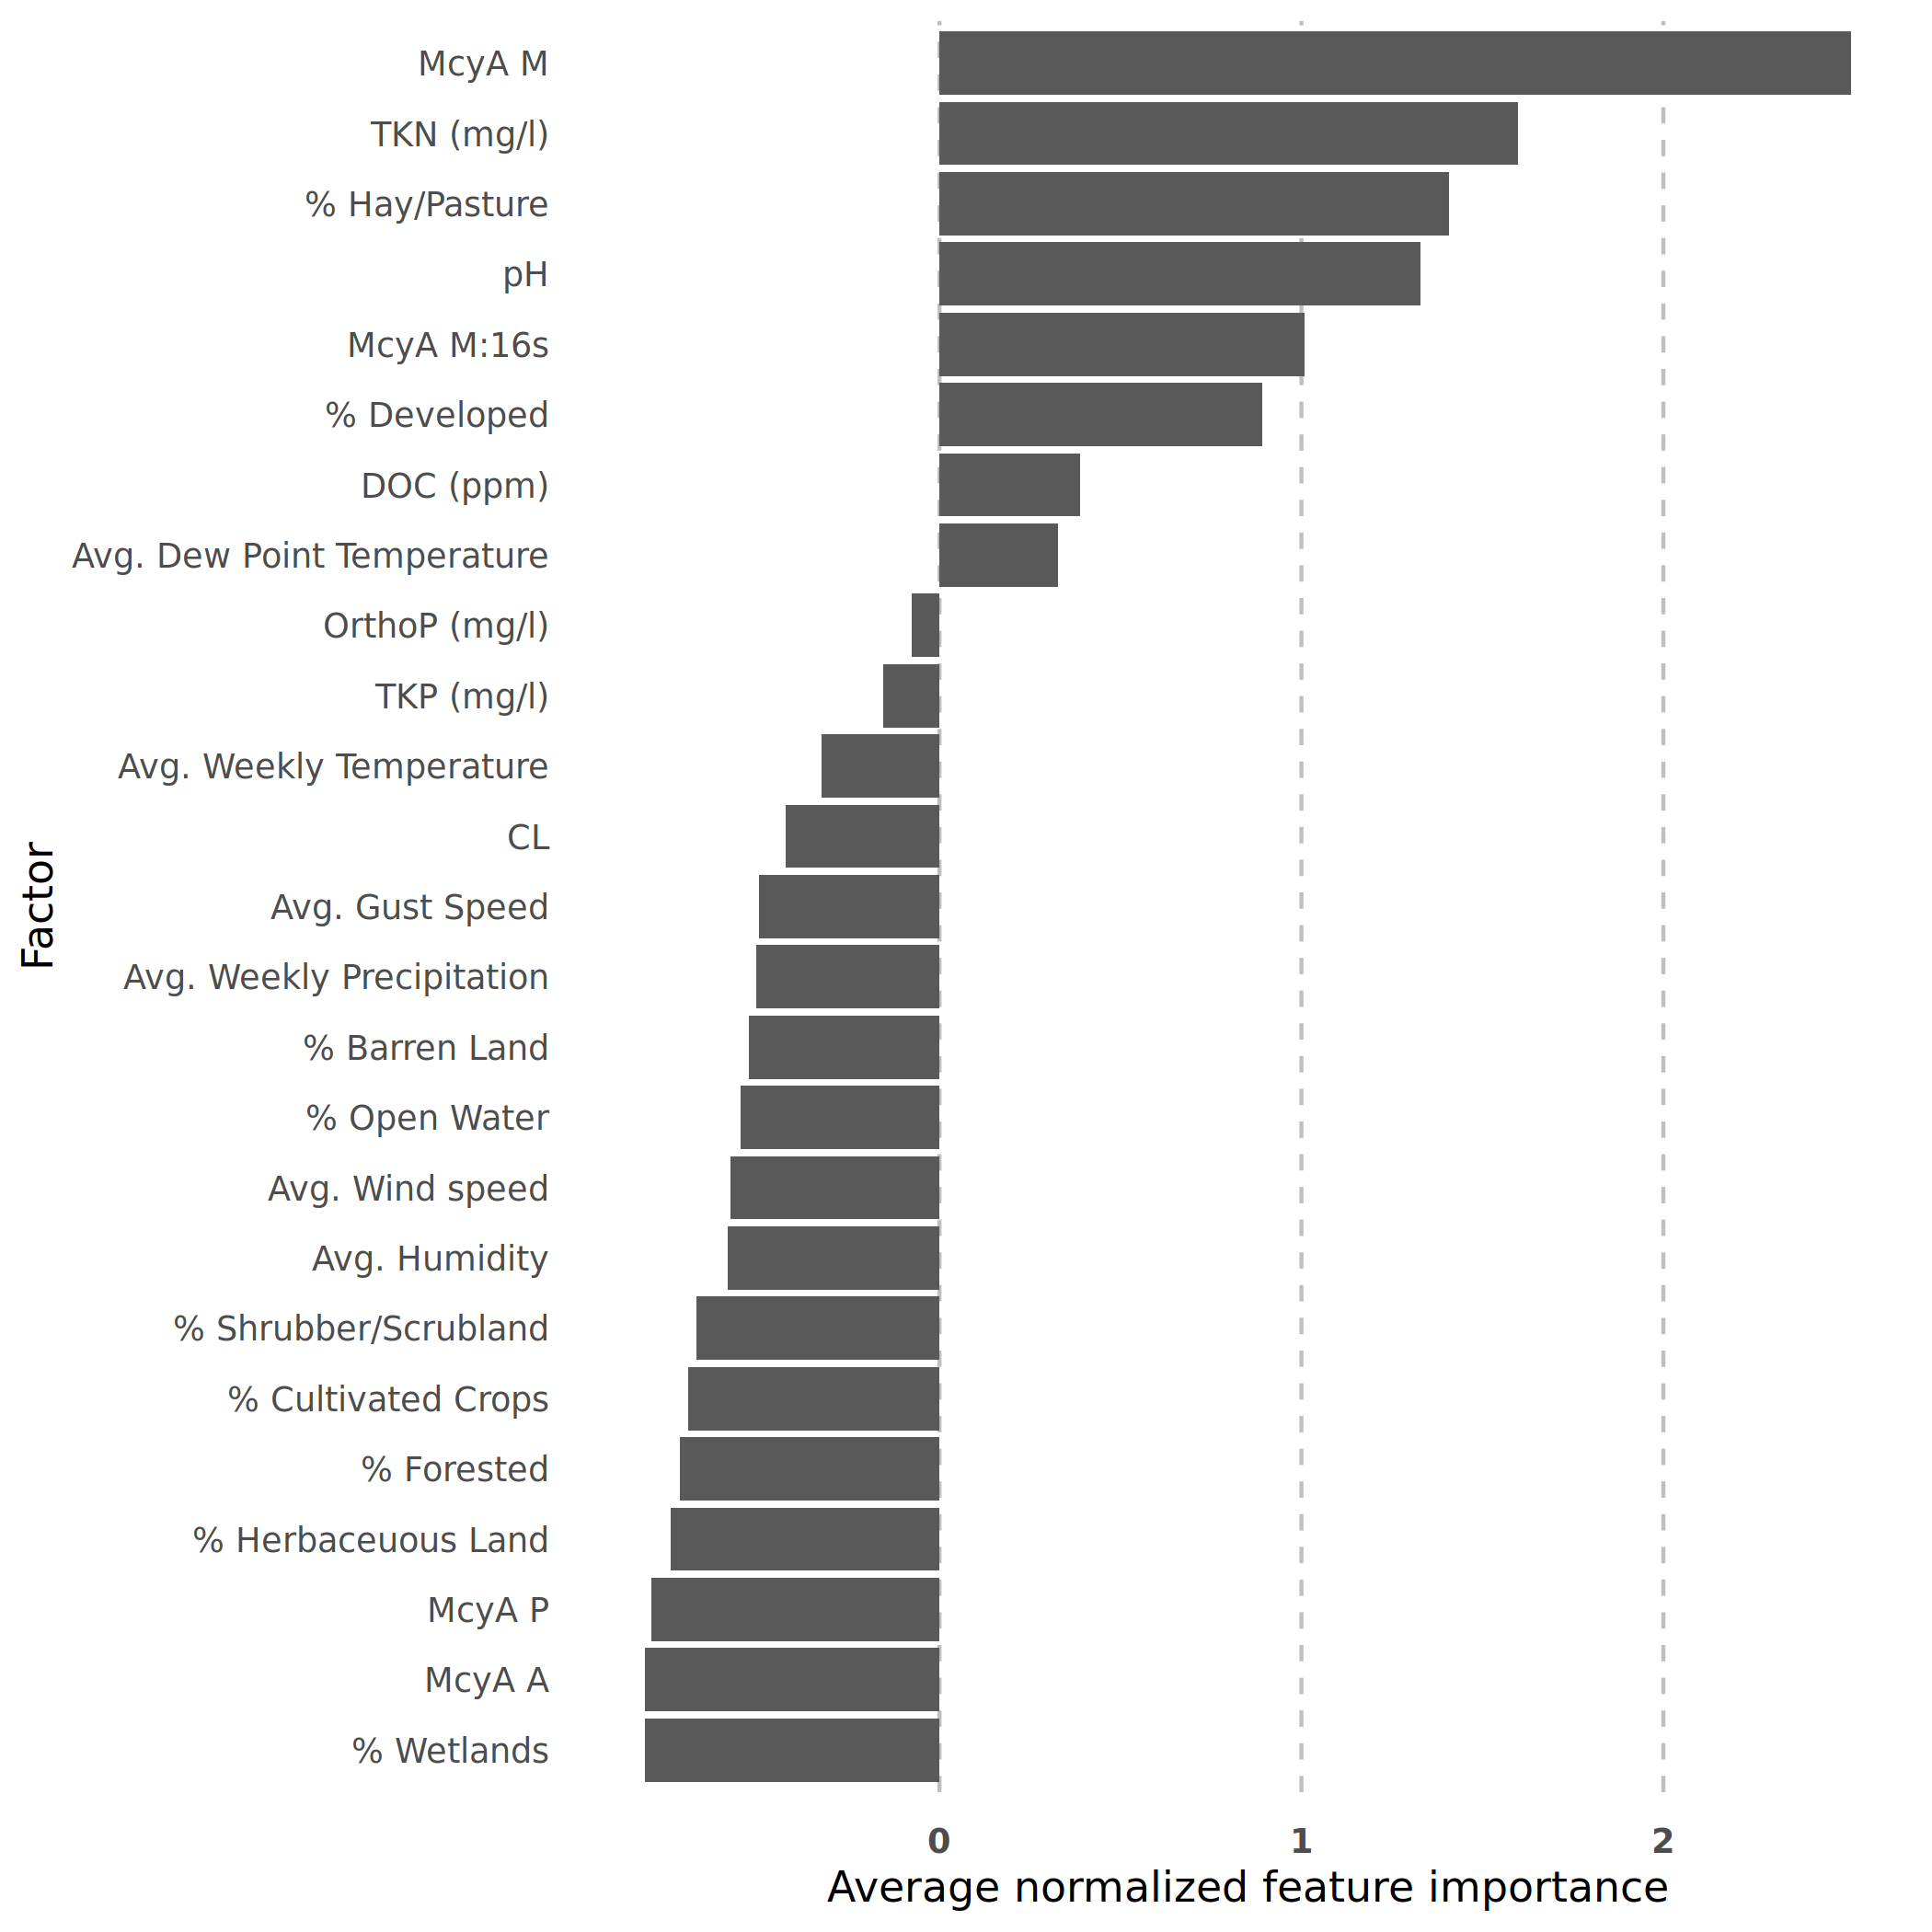 McyA M
TKN (mg/l)
% Hay/Pasture
pH
McyA M:16s
% Developed
DOC (ppm)
Avg. Dew Point Temperature
OrthoP (mg/l)
TKP (mg/l)
Avg. Weekly Temperature
CL
Avg. Gust Speed
Avg. Weekly Precipitation
% Barren Land
% Open Water
Avg. Wind speed
Avg. Humidity
% Shrubber/Scrubland
% Cultivated Crops
% Forested
% Herbaceuous Land
McyA P
McyA A
% Wetlands
Factor
0 1 2
Average normalized feature importance